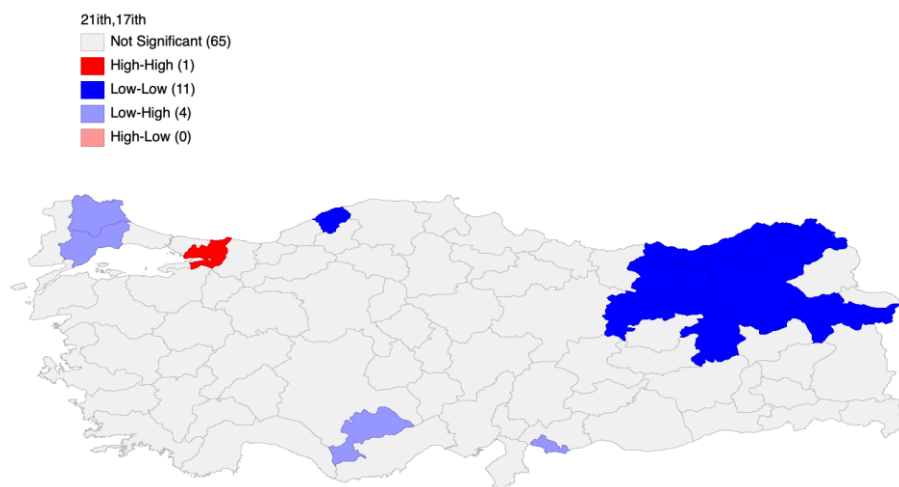 21ith,17ith
Not Significant (65)
High-High (1)
Low-Low (11)
Low-High (4)
High-Low (0)